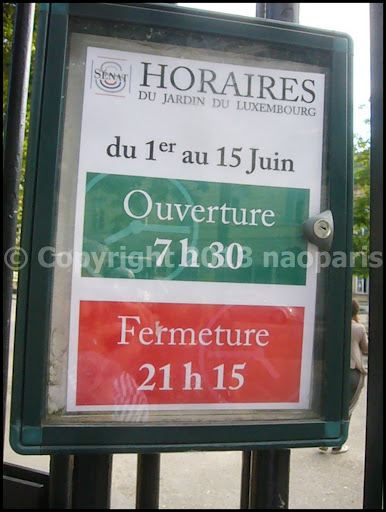 SÉNAT
HORAIRES
DU JARDIN DU LUXEMBOURG
du 1er au 15 Juin
Ouverture
7 h 30
© Copyright 2013 naoparis
Fermeture
21 h 15